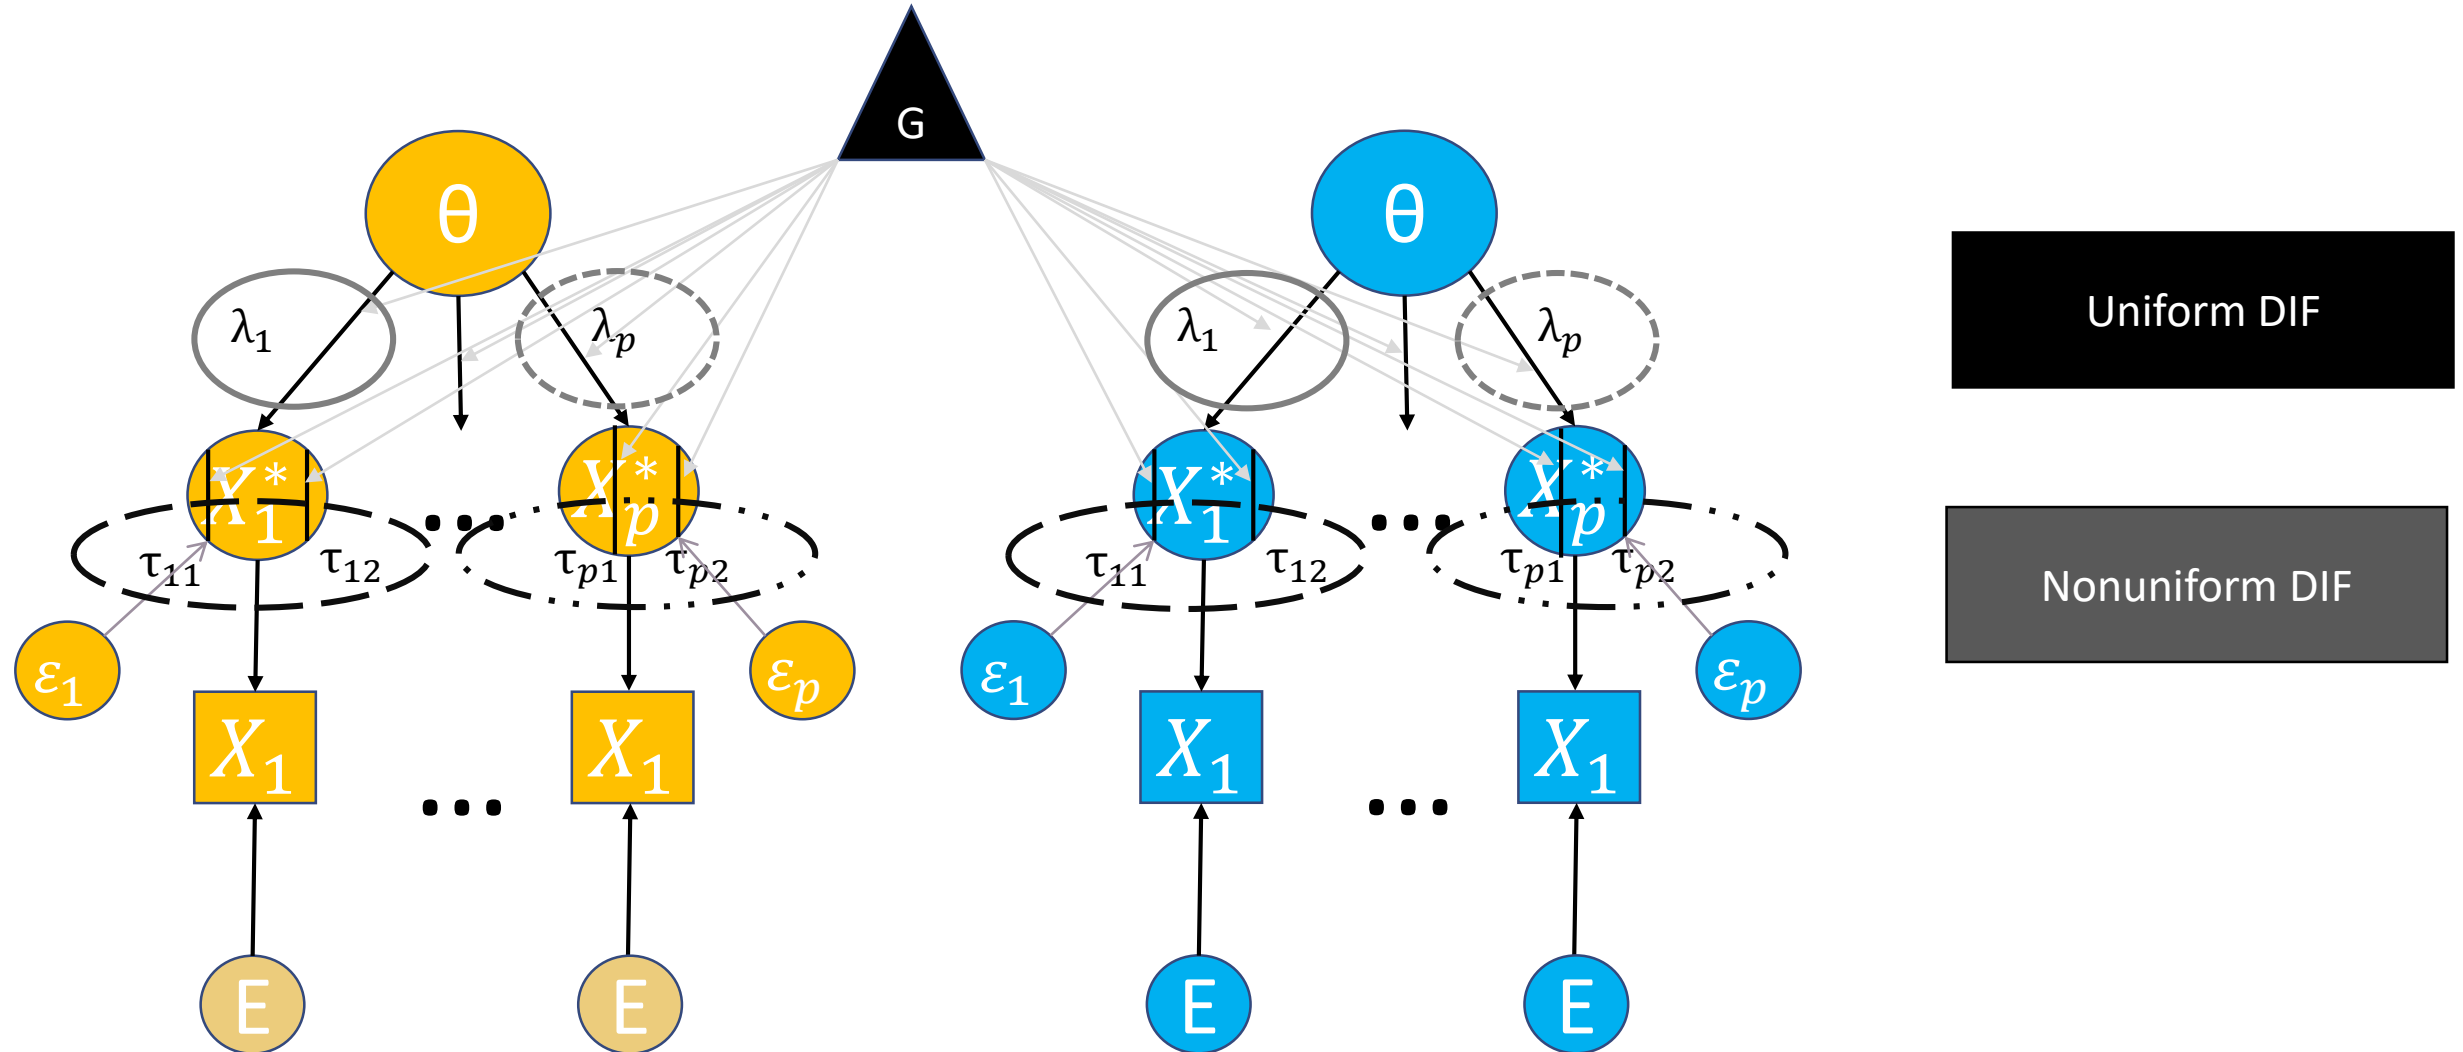 G
θ
θ
λ₁
λₚ
λ₁
λₚ
Uniform DIF
X₁*
Xₚ*
X₁*
Xₚ*
...
...
τ₁₁
τ₁₂
τₚ₁
τₚ₂
τ₁₁
τ₁₂
τₚ₁
τₚ₂
Nonuniform DIF
ε₁
εₚ
ε₁
εₚ
X₁
X₁
X₁
X₁
...
...
E
E
E
E